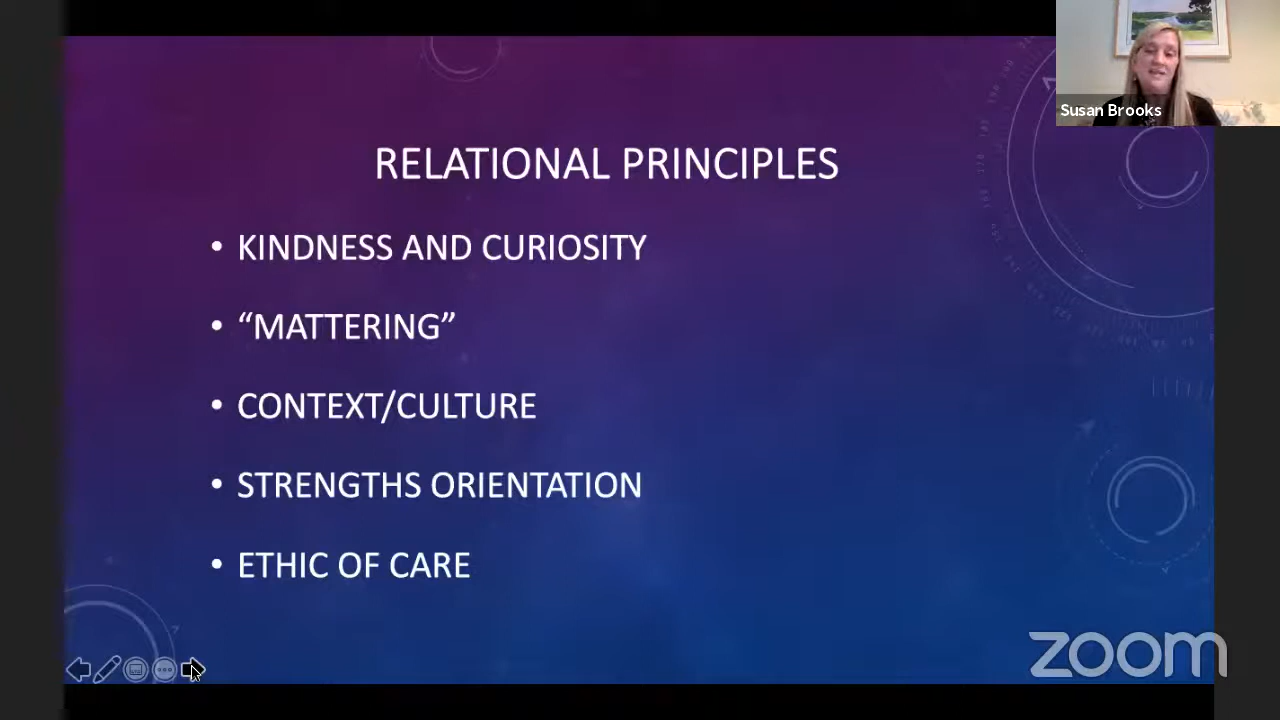 Susan Brooks
RELATIONAL PRINCIPLES
• KINDNESS AND CURIOSITY
• “MATTERING”
• CONTEXT/CULTURE
• STRENGTHS ORIENTATION
• ETHIC OF CARE
zoom